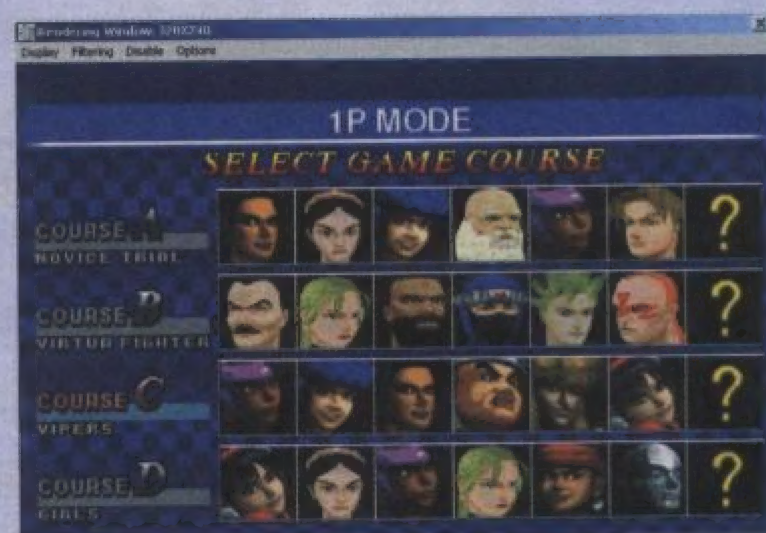 Rendering Window 320X240
Display Filtering Disable Options
1P MODE
SELECT GAME COURSE
COURSE A
NOVICE TRIAL
?
COURSE B
VIRTUA FIGHTER
?
COURSE C
VIPERS
?
COURSE D
GIRLS
?